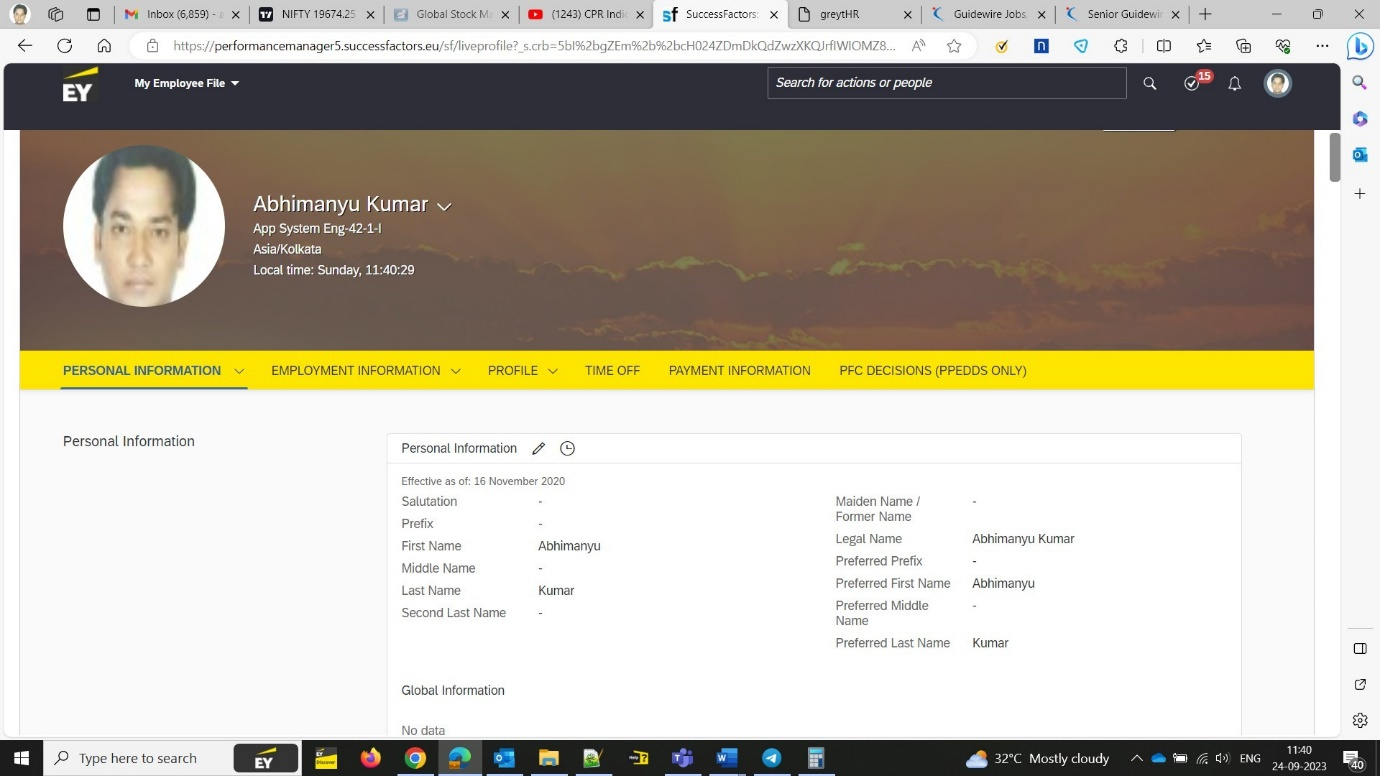 Inbox (6,859) - a
NIFTY 19674.25
Global Stock Ma
(1243) CPR Indic
sf SuccessFactors:
greytHR
Guidewire Jobs,
Senior Guidewir
https://performancemanager5.successfactors.eu/sf/liveprofile?_s.crb=5bl%2bgZEm%2b%2bcH024ZDmDkQdZwzXKQJrfIWIOMZ8...
EY
My Employee File
Search for actions or people
15
Abhimanyu Kumar
App System Eng-42-1-I
Asia/Kolkata
Local time: Sunday, 11:40:29
PERSONAL INFORMATION
EMPLOYMENT INFORMATION
PROFILE
TIME OFF
PAYMENT INFORMATION
PFC DECISIONS (PPEDDS ONLY)
Personal Information
Personal Information
Effective as of: 16 November 2020
Salutation -
Prefix -
First Name Abhimanyu
Middle Name -
Last Name Kumar
Second Last Name -
Maiden Name / -
Former Name
Legal Name Abhimanyu Kumar
Preferred Prefix -
Preferred First Name Abhimanyu
Preferred Middle -
Name
Preferred Last Name Kumar
Global Information
No data
Type here to search
EY
32°C Mostly cloudy
ENG
11:40
24-09-2023
40